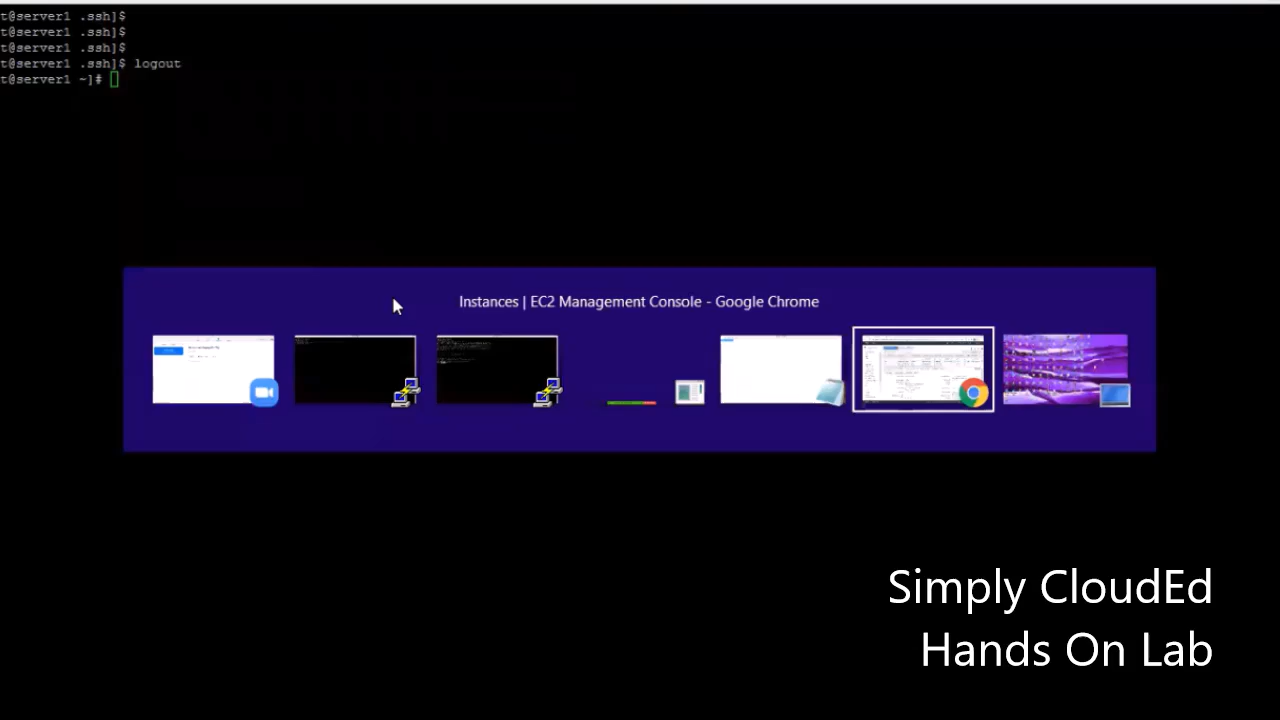 t@server1 .ssh]$
t@server1 .ssh]$
t@server1 .ssh]$
t@server1 .ssh]$ logout
t@server1 ~]#
Instances | EC2 Management Console - Google Chrome
Simply CloudEd
Hands On Lab